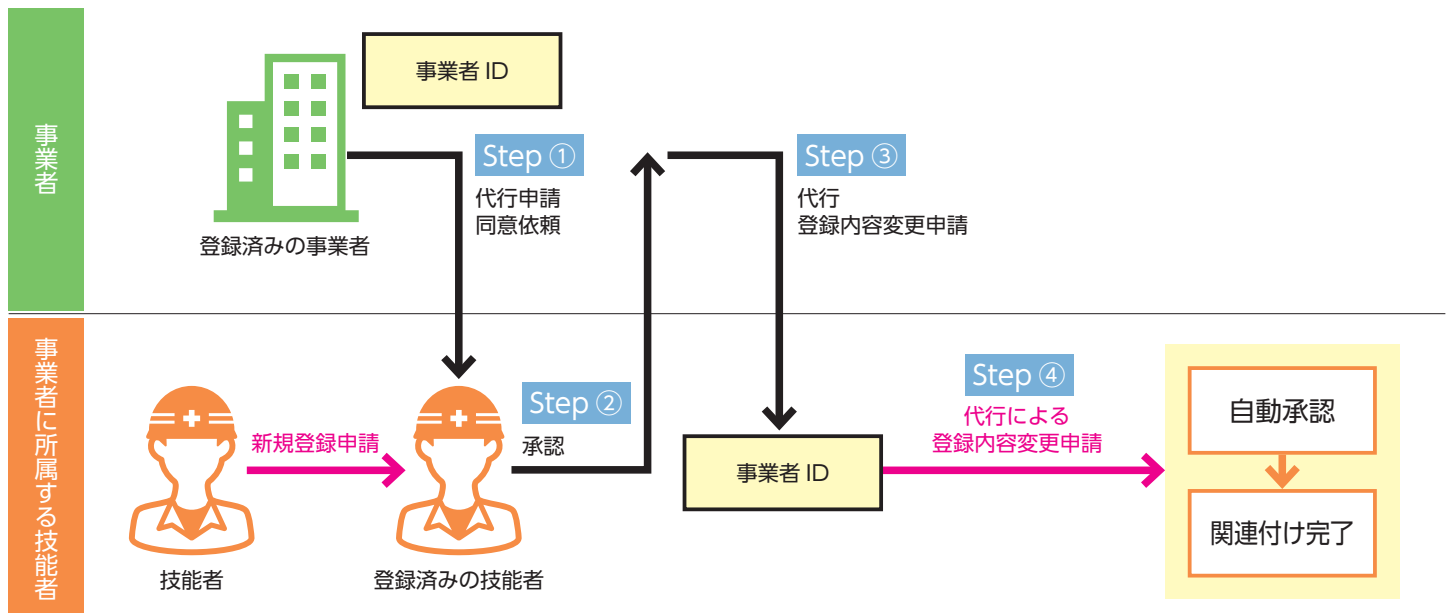 事業者
事業者 ID
登録済みの事業者
Step ①
代行申請
同意依頼
Step ③
代行
登録内容変更申請
事業者に所属する技能者
技能者
新規登録申請
登録済みの技能者
Step ②
承認
事業者 ID
Step ④
代行による
登録内容変更申請
自動承認
関連付け完了